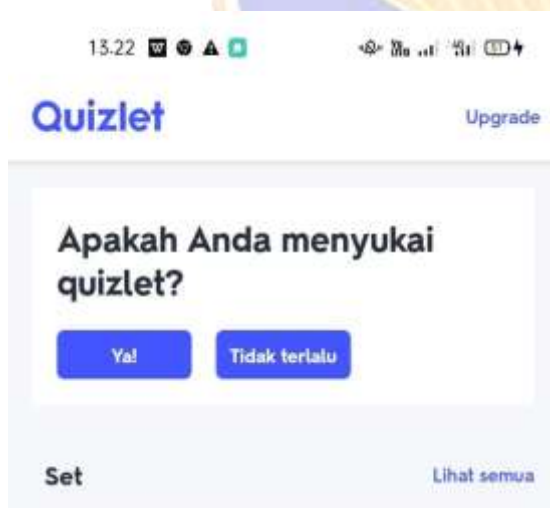 13.22
Quizlet
Upgrade
Apakah Anda menyukai
quizlet?
Ya!
Tidak terlalu
Set
Lihat semua